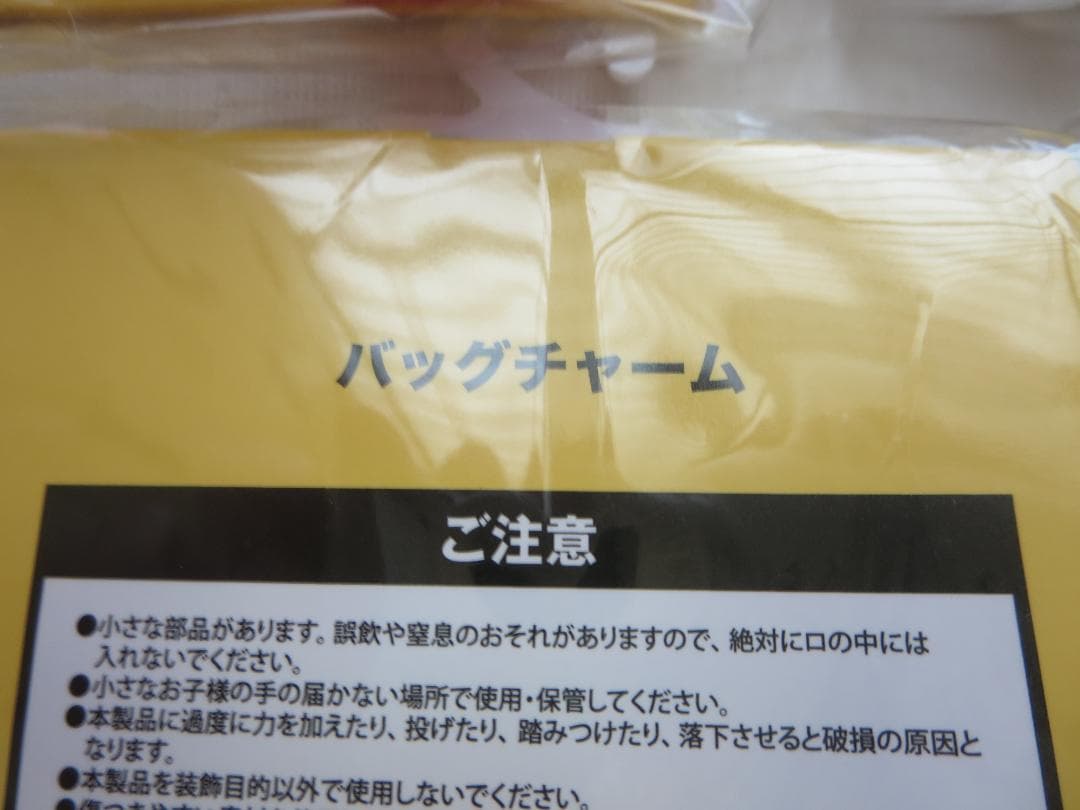 バッグチャーム
ご注意
●小さな部品があります。誤飲や窒息のおそれがありますので、絶対に口の中には
入れないでください。
●小さなお子様の手の届かない場所で使用・保管してください。
●本製品に過度に力を加えたり、投げたり、踏みつけたり、落下させると破損の原因と
なります。
●本製品を装飾目的以外で使用しないでください。